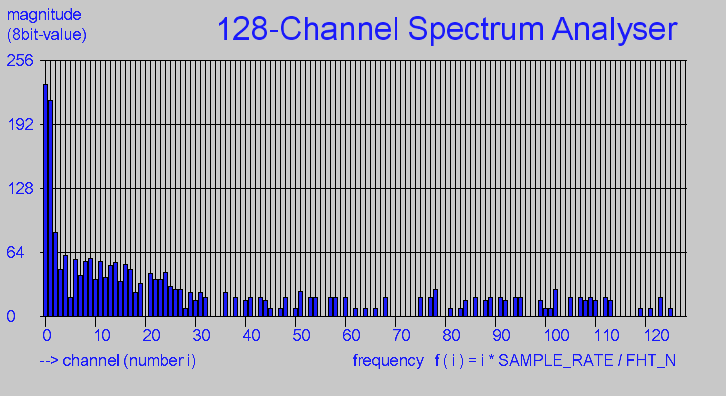 magnitude
(8bit-value)
128-Channel Spectrum Analyser
256
192
128
64
0
0 10 20 30 40 50 60 70 80 90 100 110 120
--> channel (number i)
frequency f ( i ) = i * SAMPLE_RATE / FHT_N